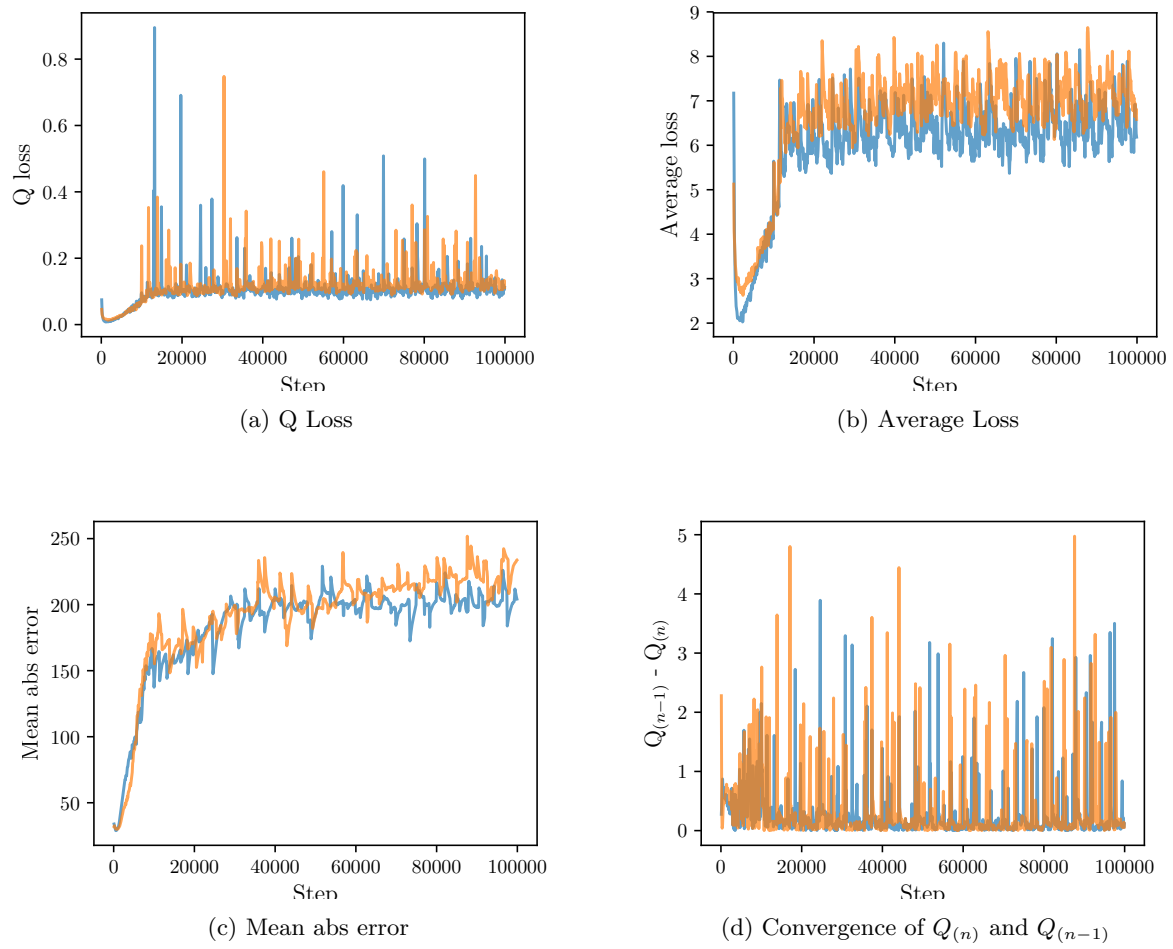 0.8
0.6
0.4
0.2
0.0
Q loss
0 20000 40000 60000 80000 100000
Step
(a) Q Loss
9
8
7
6
5
4
3
2
Average loss
0 20000 40000 60000 80000 100000
Step
(b) Average Loss
250
200
150
100
50
Mean abs error
0 20000 40000 60000 80000 100000
Step
(c) Mean abs error
5
4
3
2
1
0
Q₍ₙ₋₁₎ - Q₍ₙ₎
0 20000 40000 60000 80000 100000
Step
(d) Convergence of Q₍ₙ₎ and Q₍ₙ₋₁₎